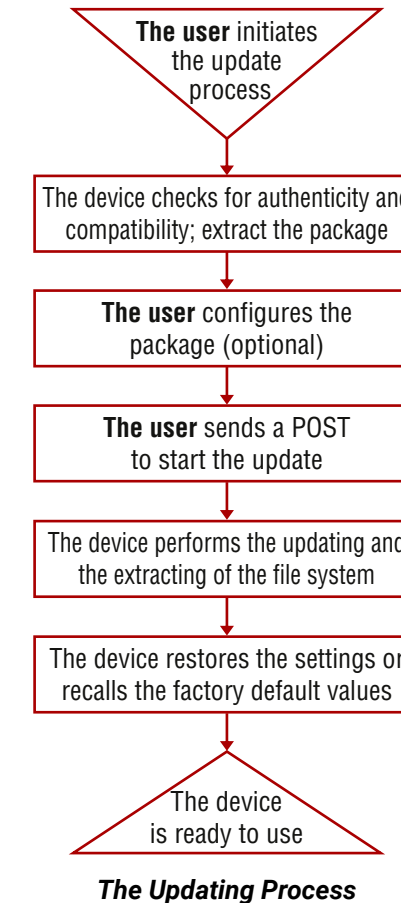 The user initiates
the update
process
The device checks for authenticity and
compatibility; extract the package
The user configures the
package (optional)
The user sends a POST
to start the update
The device performs the updating and
the extracting of the file system
The device restores the settings or
recalls the factory default values
The device
is ready to use
The Updating Process